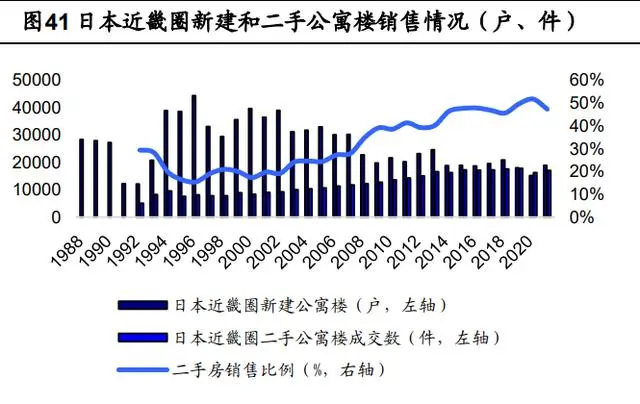 图41 日本近畿圈新建和二手公寓楼销售情况（户、件）
50000 60%
40000 50%
30000 40%
20000 30%
10000 20%
0 10%
0%
1988 1990 1992 1994 1996 1998 2000 2002 2004 2006 2008 2010 2012 2014 2016 2018 2020
日本近畿圈新建公寓楼（户，左轴）
日本近畿圈二手公寓楼成交数（件，左轴）
二手房销售比例（%，右轴）